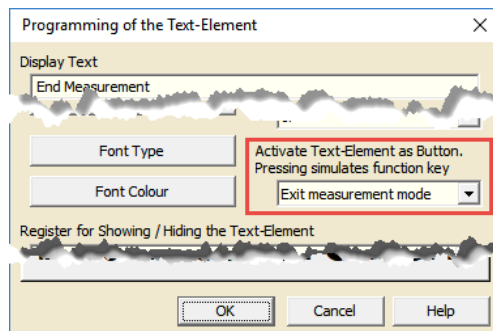 Programming of the Text-Element
Display Text
End Measurement
Font Type
Activate Text-Element as Button.
Pressing simulates function key
Font Colour
Exit measurement mode
Register for Showing / Hiding the Text-Element
OK
Cancel
Help